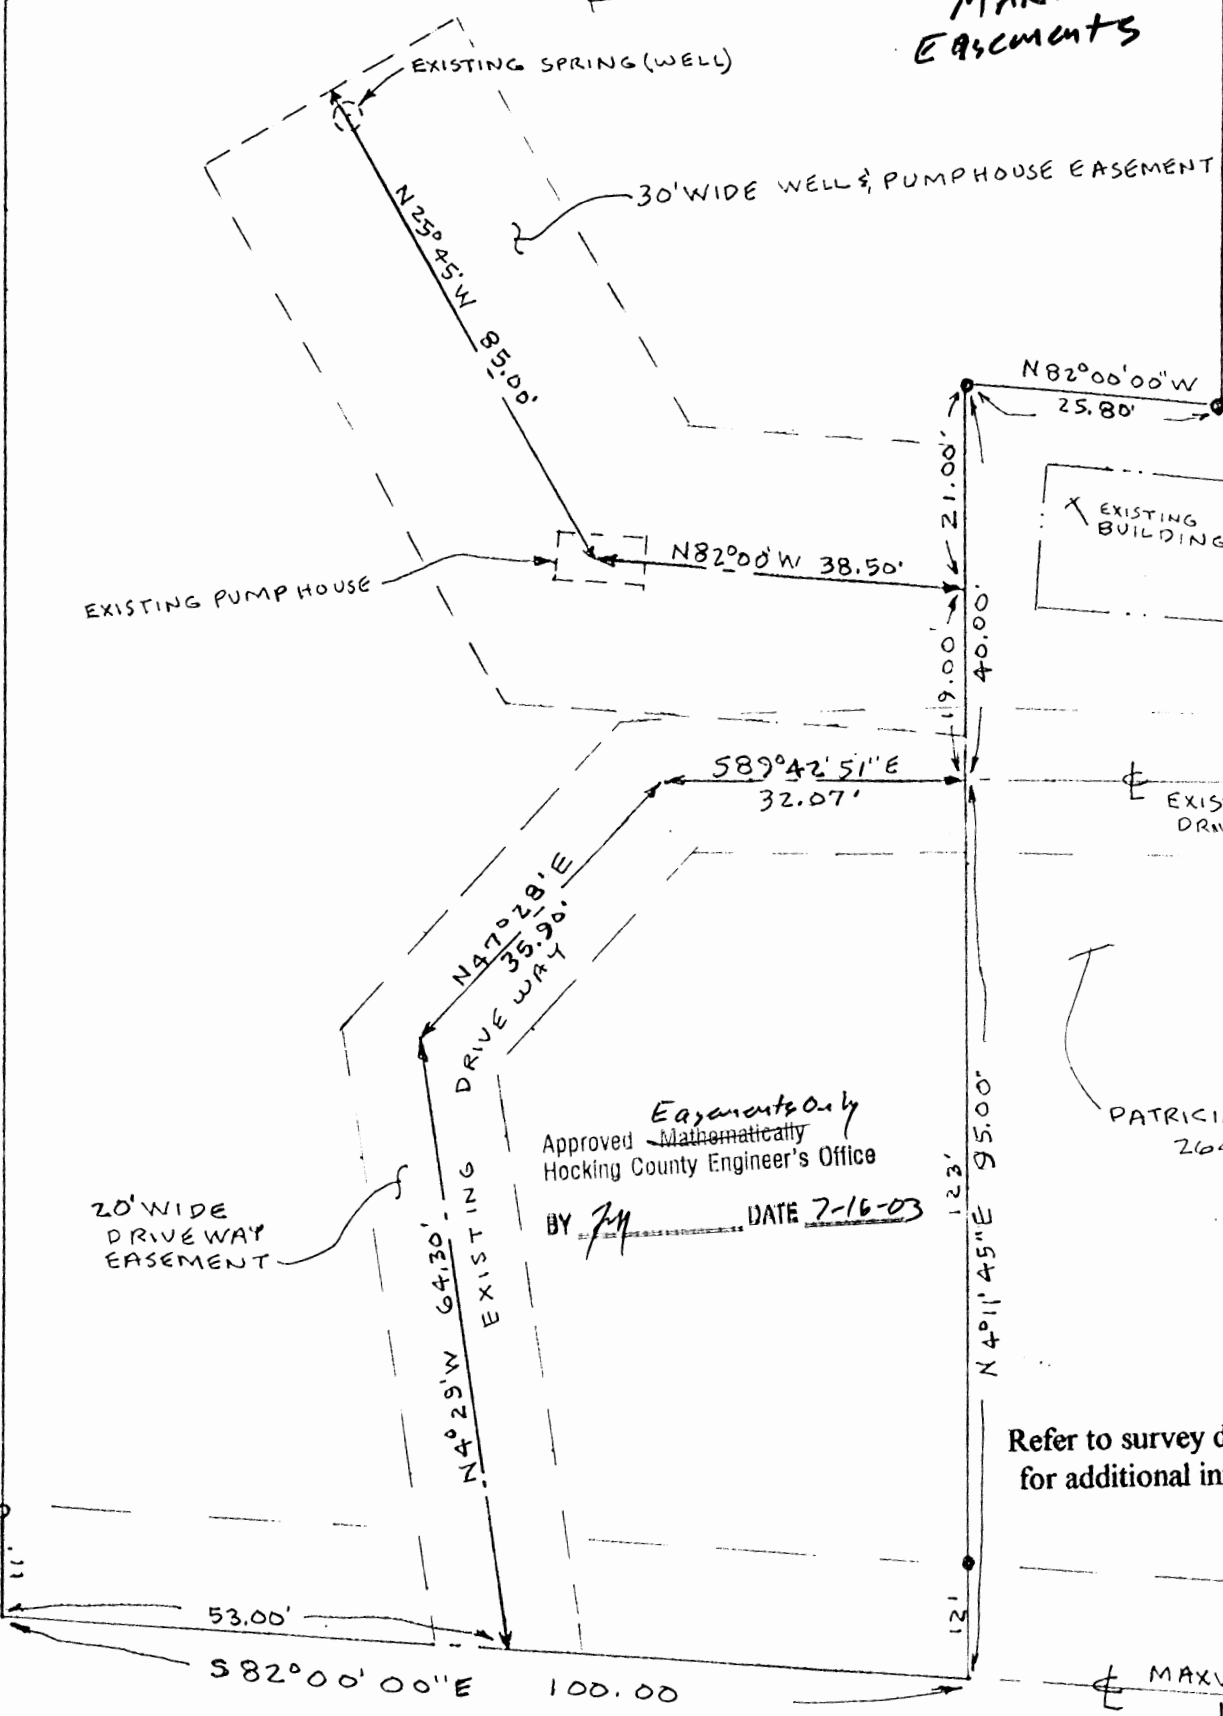 Easements
EXISTING SPRING (WELL)
30' WIDE WELL & PUMPHOUSE EASEMENT
N25°45'W 85.00'
N82°00'00"W
25.80'
21.00'
EXISTING
BUILDING
N82°00'W 38.50'
EXISTING PUMPHOUSE
19.00'
40.00'
S89°42'51"E
32.07'
N47°28'E
35.90'
EXISTING DRIVE WAY
Easements Only
Approved Mathematically
Hocking County Engineer's Office
BY DATE 7-16-03
20' WIDE
DRIVEWAY
EASEMENT
N4°29'W 64.30'
N4°11'45"E 95.00'
123'
Refer to survey
for additional
11'
12'
53.00'
S82°00'00"E 100.00